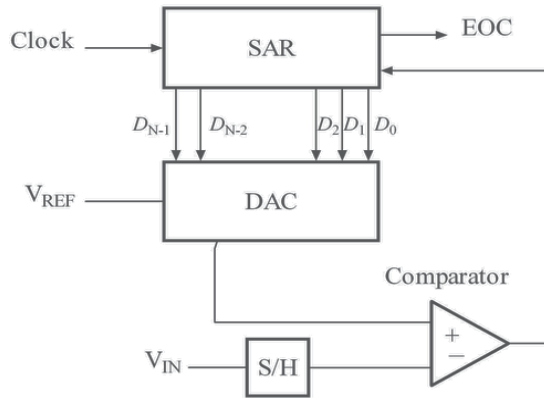 Clock
SAR
EOC
D_{N-1}
D_{N-2}
D_2
D_1
D_0
V_{REF}
DAC
Comparator
+
−
V_{IN}
S/H